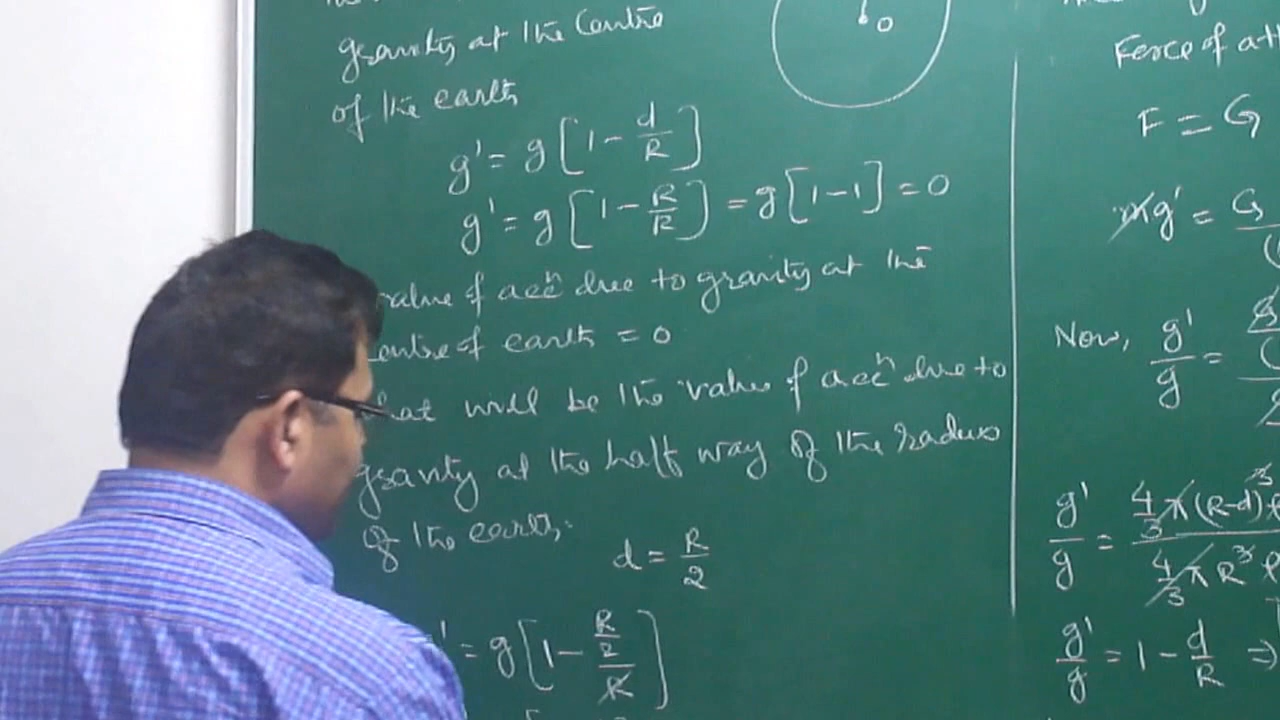 gravity at the Centre
of the earth
g' = g[1 - d/R]
g' = g[1 - R/R] = g[1-1] = 0
value of accⁿ due to gravity at the
centre of earth = 0
what will be the value of accⁿ due to
gravity at the half way of the radius
of the earth.
d = R/2
' = g[1 - (R/2)/R]
O
Force of att
F = G
mg' = G
Now, g'/g =
g'/g = 4/3 π (R-d)³ ρ / 4/3 π R³ ρ
g'/g = 1 - d/R ⇒